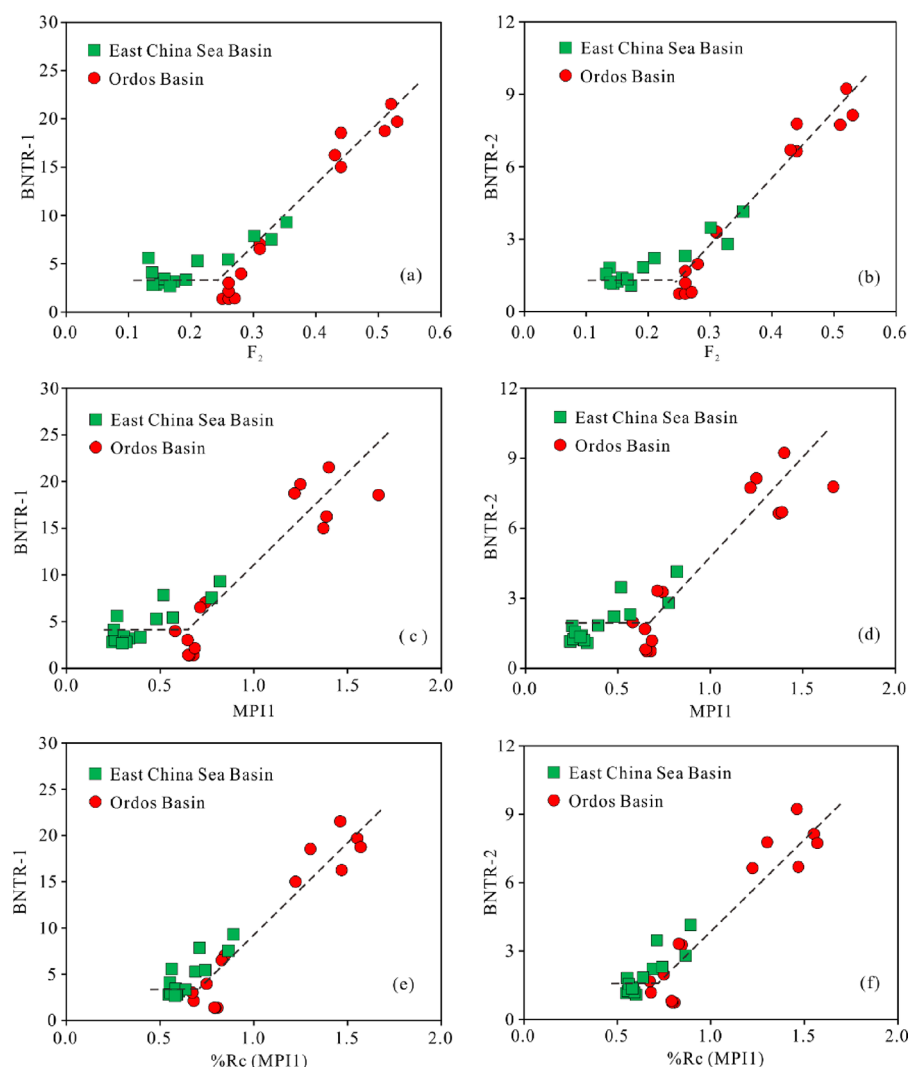 30
25
20
15
10
5
0
BNTR-1
East China Sea Basin
Ordos Basin
(a)
0.0 0.1 0.2 0.3 0.4 0.5 0.6
F2
12
9
6
3
0
BNTR-2
East China Sea Basin
Ordos Basin
(b)
0.0 0.1 0.2 0.3 0.4 0.5 0.6
F2
30
25
20
15
10
5
0
BNTR-1
East China Sea Basin
Ordos Basin
(c)
0.0 0.5 1.0 1.5 2.0
MPI1
12
9
6
3
0
BNTR-2
East China Sea Basin
Ordos Basin
(d)
0.0 0.5 1.0 1.5 2.0
MPI1
30
25
20
15
10
5
0
BNTR-1
East China Sea Basin
Ordos Basin
(e)
0.0 0.5 1.0 1.5 2.0
%Rc (MPI1)
12
9
6
3
0
BNTR-2
East China Sea Basin
Ordos Basin
(f)
0.0 0.5 1.0 1.5 2.0
%Rc (MPI1)